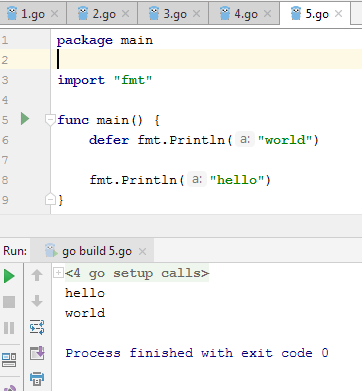 1.go 2.go 3.go 4.go 5.go
1 package main
2
3 import "fmt"
4
5 func main() {
6 defer fmt.Println( a: "world")
7
8 fmt.Println( a: "hello")
9 }
Run: go build 5.go
<4 go setup calls>
hello
world
Process finished with exit code 0